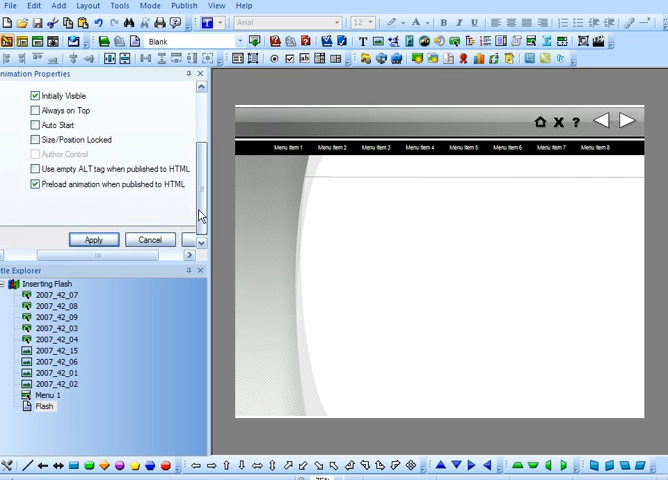 File Edit View Layout Tools Mode Publish View Help
Arial 12
B I U
Blank
nimation Properties
Initially Visible
Always on Top
Auto Start
Size/Position Locked
Author Control
Use empty ALT tag when published to HTML
Preload animation when published to HTML
Apply Cancel
X ?
Menu Item 1 Menu Item 2 Menu Item 3 Menu Item 4 Menu Item 5 Menu Item 6 Menu Item 7 Menu Item 8
tle Explorer
Inserting Flash
2007_42_07
2007_42_08
2007_42_09
2007_42_03
2007_42_04
2007_42_15
2007_42_06
2007_42_01
2007_42_02
Menu 1
Flash